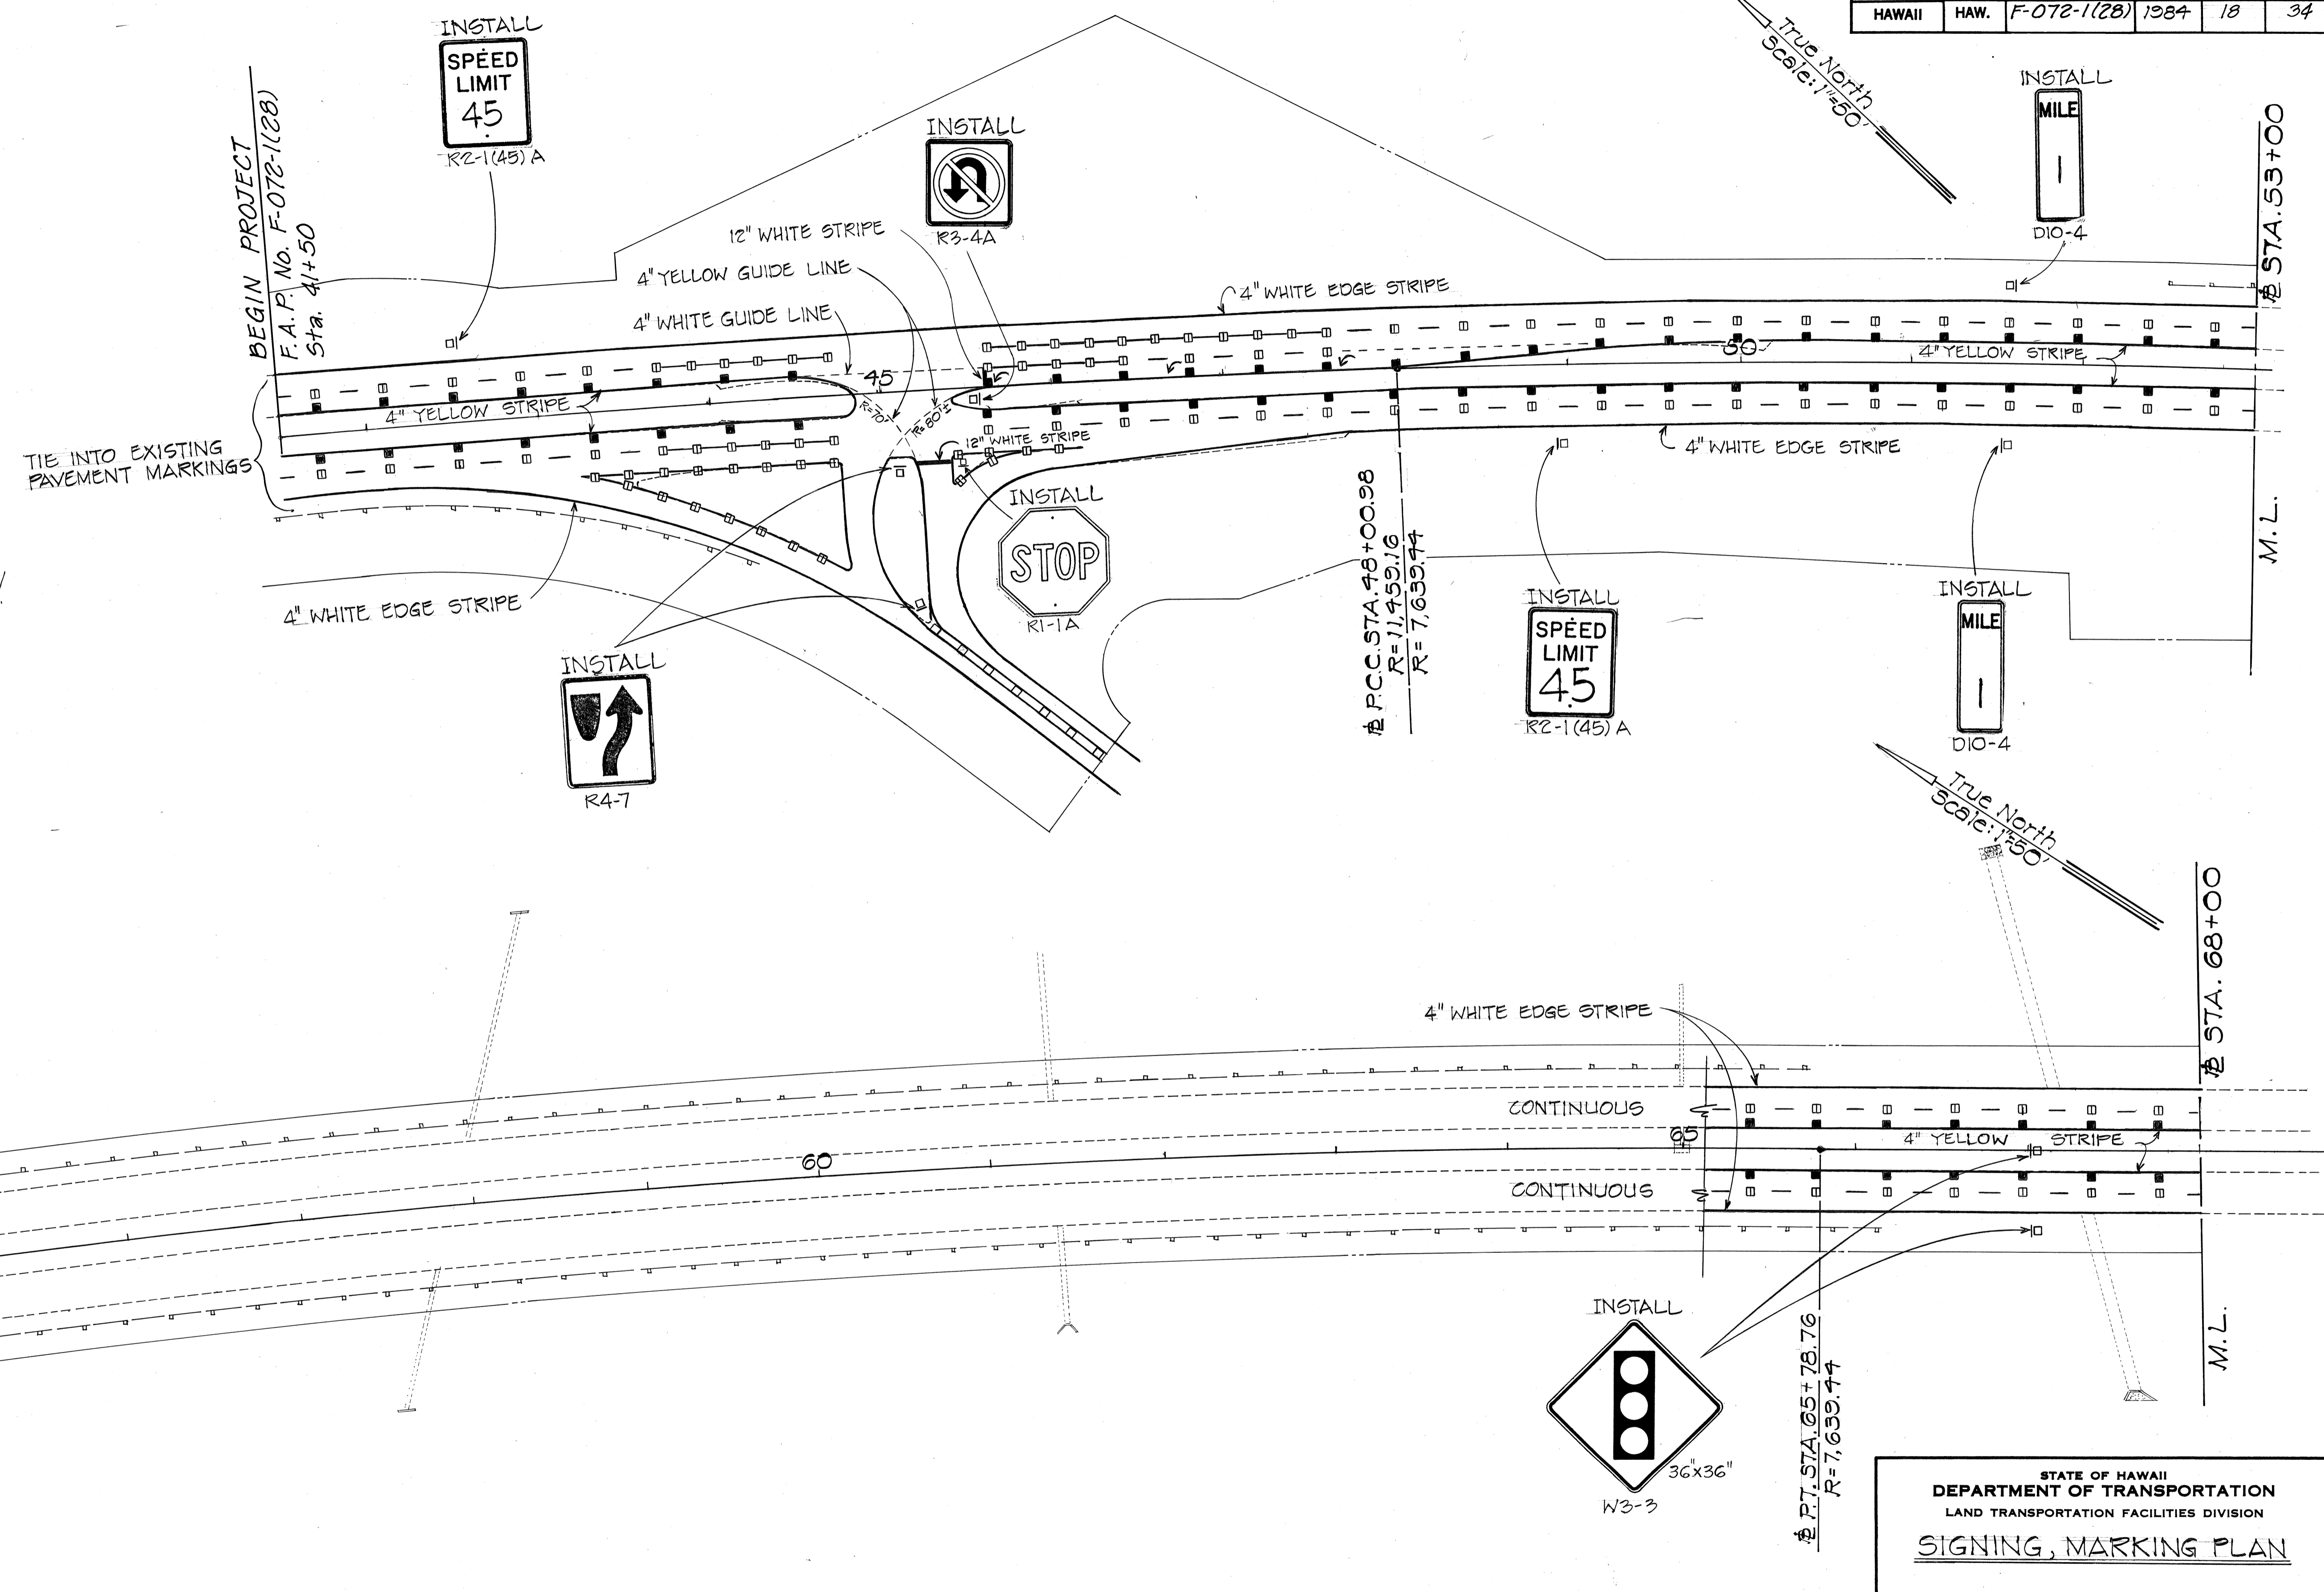 HAWAII HAW. F-072-1(28) 1984 18 34
True North
Scale: 1"=50'
INSTALL
SPEED
LIMIT
45
R2-1(45)A
INSTALL
R3-4A
INSTALL
MILE
1
D10-4
BEGIN PROJECT
F.A.P. No. F-072-1(28)
Sta. 41+50
℄ STA. 53+00
12" WHITE STRIPE
4" YELLOW GUIDE LINE
4" WHITE GUIDE LINE
4" WHITE EDGE STRIPE
45
50
4" YELLOW STRIPE
4" YELLOW STRIPE
R=70'
R=80'±
12" WHITE STRIPE
TIE INTO EXISTING
PAVEMENT MARKINGS
4" WHITE EDGE STRIPE
INSTALL
STOP
R1-1A
4" WHITE EDGE STRIPE
INSTALL
R4-7
℄ P.C.C. STA. 48+00.98
R=11,459.16
R=7,639.44
INSTALL
SPEED
LIMIT
45
R2-1(45)A
INSTALL
MILE
1
D10-4
M.L.
True North
Scale: 1"=50'
℄ STA. 68+00
4" WHITE EDGE STRIPE
CONTINUOUS
65
4" YELLOW STRIPE
60
CONTINUOUS
INSTALL
36"x36"
W3-3
℄ P.T. STA. 65+78.76
R=7,639.44
M.L.
STATE OF HAWAII
DEPARTMENT OF TRANSPORTATION
LAND TRANSPORTATION FACILITIES DIVISION
SIGNING, MARKING PLAN